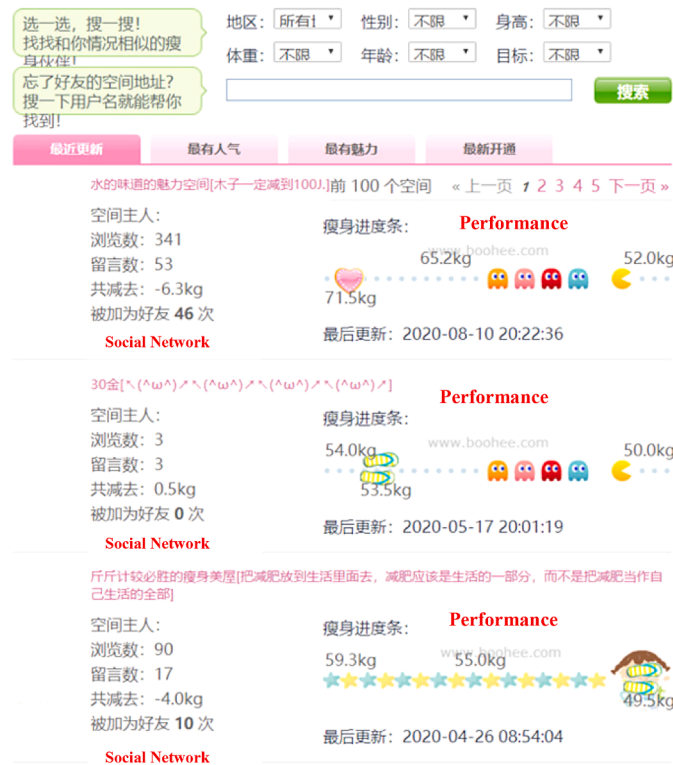 选一选，搜一搜！
找找和你情况相似的瘦
身伙伴！
地区： 所有 性别： 不限 身高： 不限
体重： 不限 年龄： 不限 目标： 不限
忘了好友的空间地址？
搜一下用户名就能帮你
找到！
搜索
最近更新 最有人气 最有魅力 最新开通
水的味道的魅力空间[木子一定减到100J.]
前 100 个空间 « 上一页 1 2 3 4 5 下一页 »
空间主人：
浏览数：341
留言数：53
共减去：-6.3kg
被加为好友 46 次
Social Network
瘦身进度条：
Performance
www.boohee.com
65.2kg 52.0kg
71.5kg
最后更新：2020-08-10 20:22:36
30金[↖(^ω^)↗↖(^ω^)↗↖(^ω^)↗↖(^ω^)↗]
空间主人：
浏览数：3
留言数：3
共减去：0.5kg
被加为好友 0 次
Social Network
Performance
瘦身进度条：
www.boohee.com
54.0kg 50.0kg
53.5kg
最后更新：2020-05-17 20:01:19
斤斤计较必胜的瘦身美屋[把减肥放到生活里面去，减肥应该是生活的一部分，而不是把减肥当作自
己生活的全部]
空间主人：
浏览数：90
留言数：17
共减去：-4.0kg
被加为好友 10 次
Social Network
Performance
瘦身进度条：
www.boohee.com
59.3kg 55.0kg
49.5kg
最后更新：2020-04-26 08:54:04